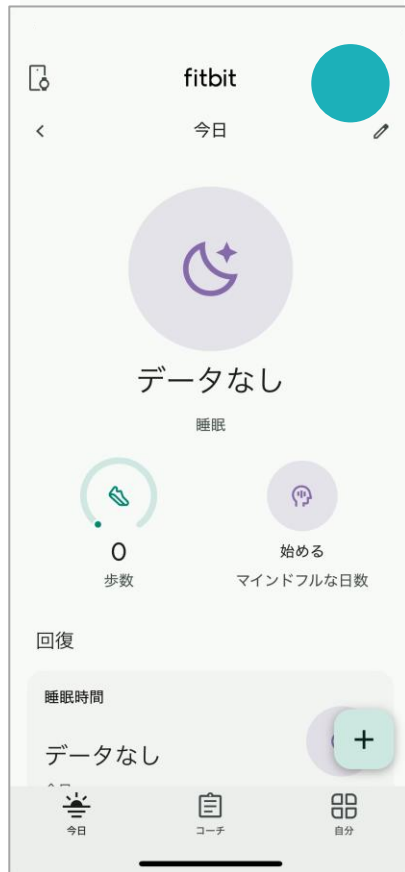 fitbit
今日
データなし
睡眠
0
歩数
始める
マインドフルな日数
回復
睡眠時間
データなし
今日
コーチ
自分